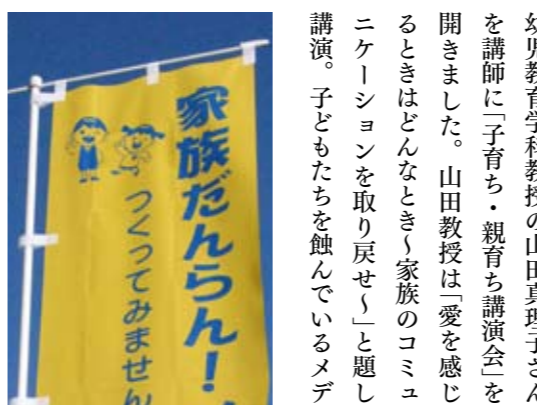 幼児教育学科教授の山田真理子さん
を講師に「子育ち・親育ち講演会」を
開きました。山田教授は「愛を感じ
るときはどんなとき〜家族のコミュ
ニケーションを取り戻せ〜」と題し
講演。子どもたちを蝕んでいるメデ
家族だんらん!
つくってみません